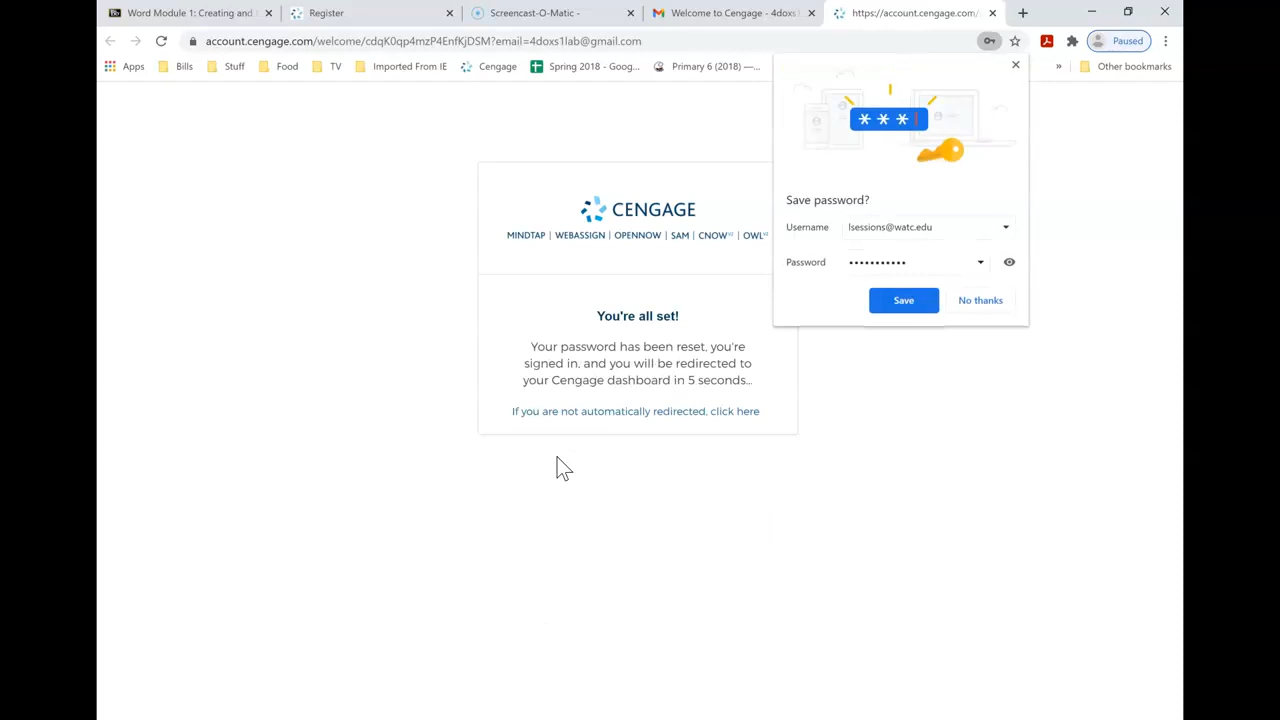 Word Module 1: Creating and
Register
Screencast-O-Matic -
Welcome to Cengage - 4doxs
https://account.cengage.com/
account.cengage.com/welcome/cdqK0qp4mzP4EnfKjDSM?email=4doxs1lab@gmail.com
Paused
Apps
Bills
Stuff
Food
TV
Imported From IE
Cengage
Spring 2018 - Goog...
Primary 6 (2018) —...
»
Other bookmarks
* * *
Save password?
Username
lsessions@watc.edu
Password
•••••••••••
Save
No thanks
CENGAGE
MINDTAP | WEBASSIGN | OPENNOW | SAM | CNOWV2 | OWLV2
You're all set!
Your password has been reset, you're
signed in, and you will be redirected to
your Cengage dashboard in 5 seconds...
If you are not automatically redirected, click here